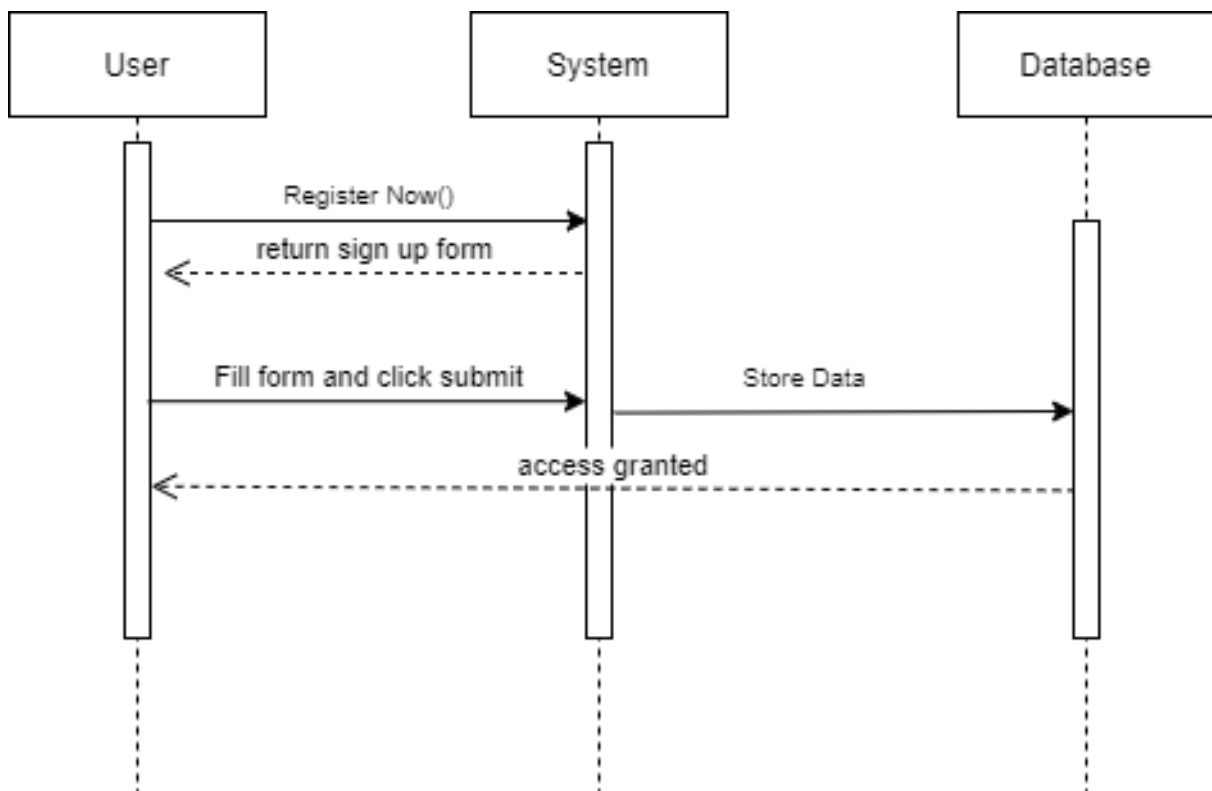 User
System
Database
Register Now()
return sign up form
Fill form and click submit
Store Data
access granted